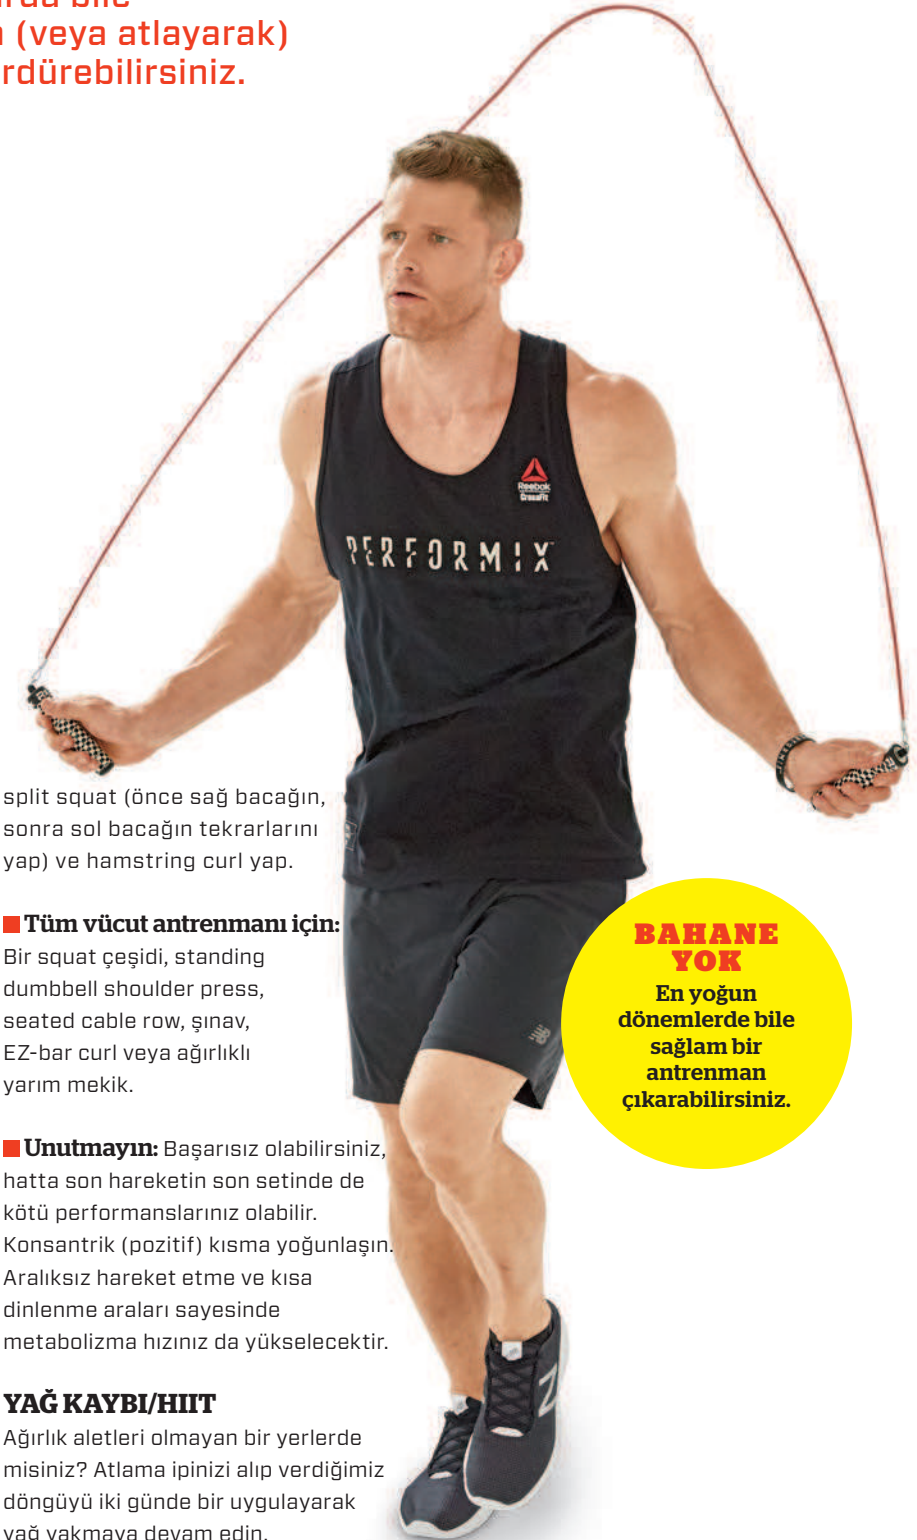 bile
(veya atlayarak)
rdürebilirsiniz.
Reebok
CrossFit
PERFORMIX
split squat (önce sağ bacağın,
sonra sol bacağın tekrarlarını
yap) ve hamstring curl yap.
Tüm vücut antrenmanı için:
Bir squat çeşidi, standing
dumbbell shoulder press,
seated cable row, şınav,
EZ-bar curl veya ağırlıklı
yarım mekik.
BAHANE
YOK
En yoğun
dönemlerde bile
sağlam bir
antrenman
çıkarabilirsiniz.
Unutmayın: Başarısız olabilirsiniz,
hatta son hareketin son setinde de
kötü performanslarınız olabilir.
Konsantrik (pozitif) kısma yoğunlaşın.
Aralıksız hareket etme ve kısa
dinlenme araları sayesinde
metabolizma hızınız da yükselecektir.
YAĞ KAYBI/HIIT
Ağırlık aletleri olmayan bir yerlerde
misiniz? Atlama ipinizi alıp verdiğimiz
döngüyü iki günde bir uygulayarak
yağ yakmaya devam edin.
N